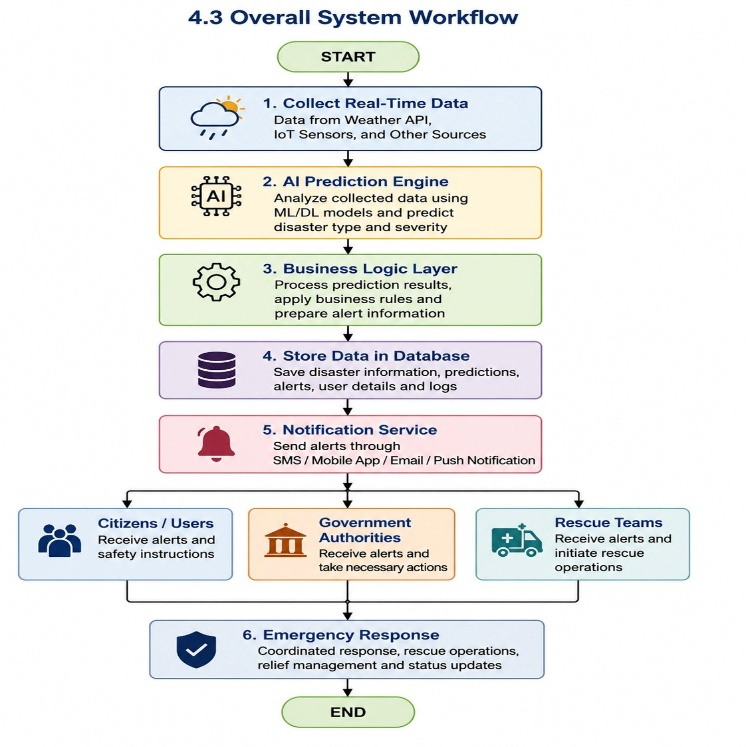 4.3 Overall System Workflow
START
1. Collect Real-Time Data
Data from Weather API,
IoT Sensors, and Other Sources
AI
2. AI Prediction Engine
Analyze collected data using
ML/DL models and predict
disaster type and severity
3. Business Logic Layer
Process prediction results,
apply business rules and
prepare alert information
4. Store Data in Database
Save disaster information, predictions,
alerts, user details and logs
5. Notification Service
Send alerts through
SMS / Mobile App / Email / Push Notification
Citizens / Users
Receive alerts and
safety instructions
Government
Authorities
Receive alerts and
take necessary actions
Rescue Teams
Receive alerts and
initiate rescue
operations
6. Emergency Response
Coordinated response, rescue operations,
relief management and status updates
END